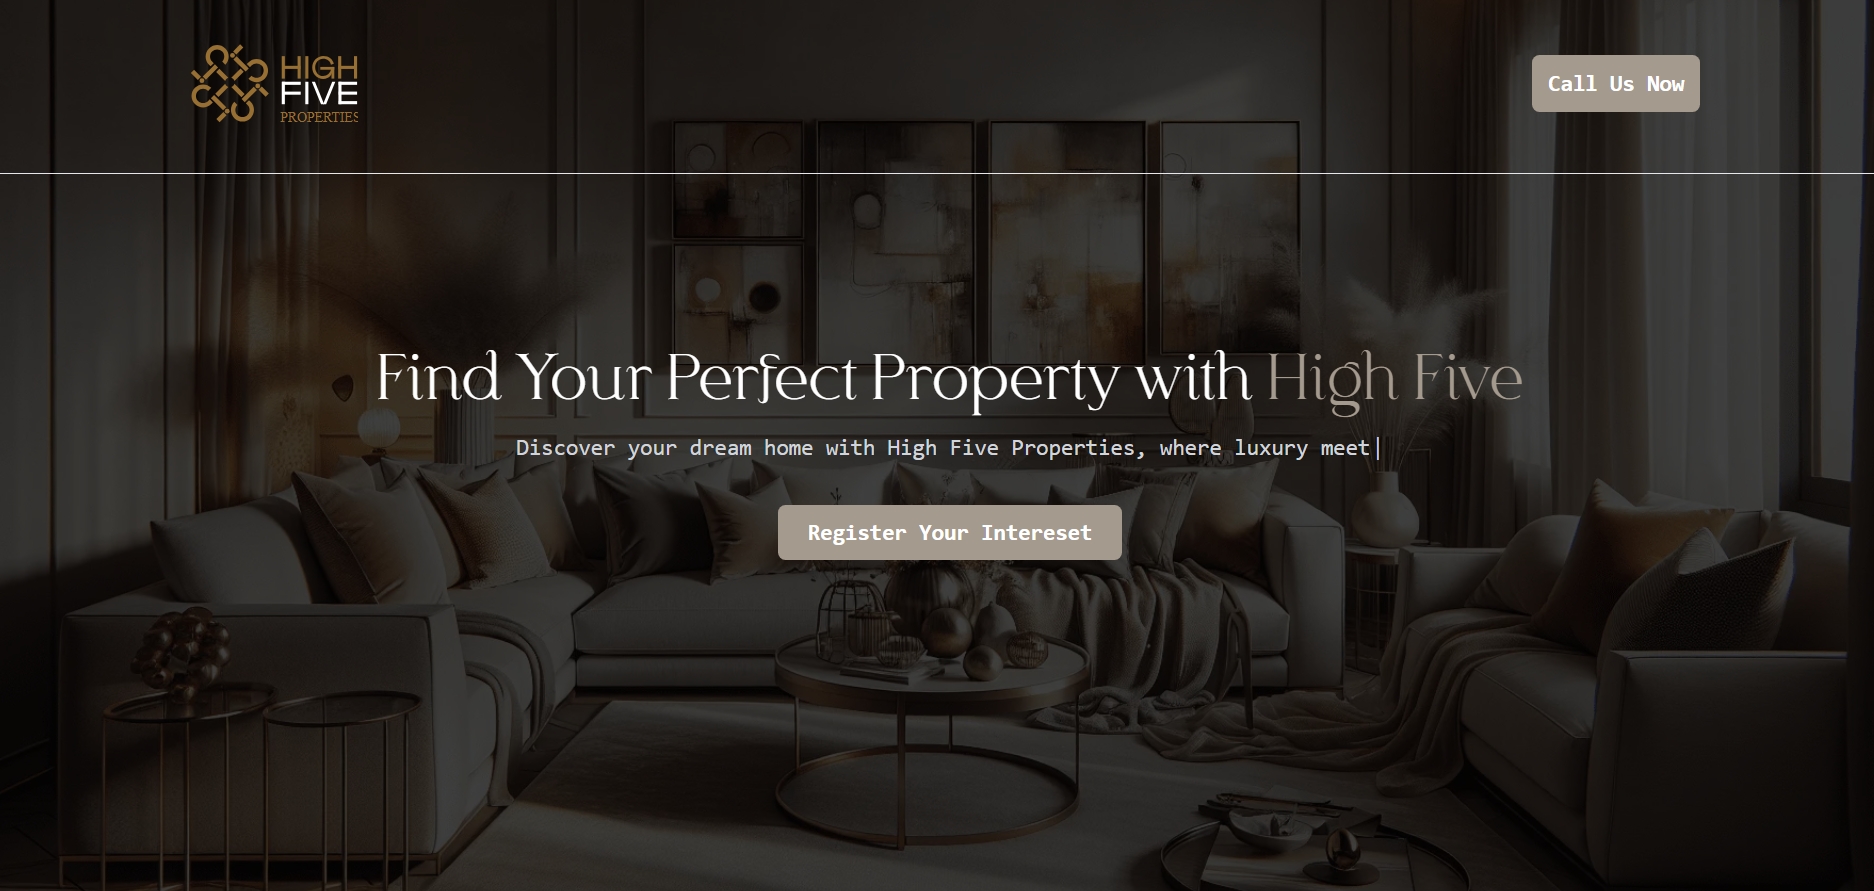 HIGH
FIVE
PROPERTIES
Call Us Now
Find Your Perfect Property with High Five
Discover your dream home with High Five Properties, where luxury meet
Register Your Intereset